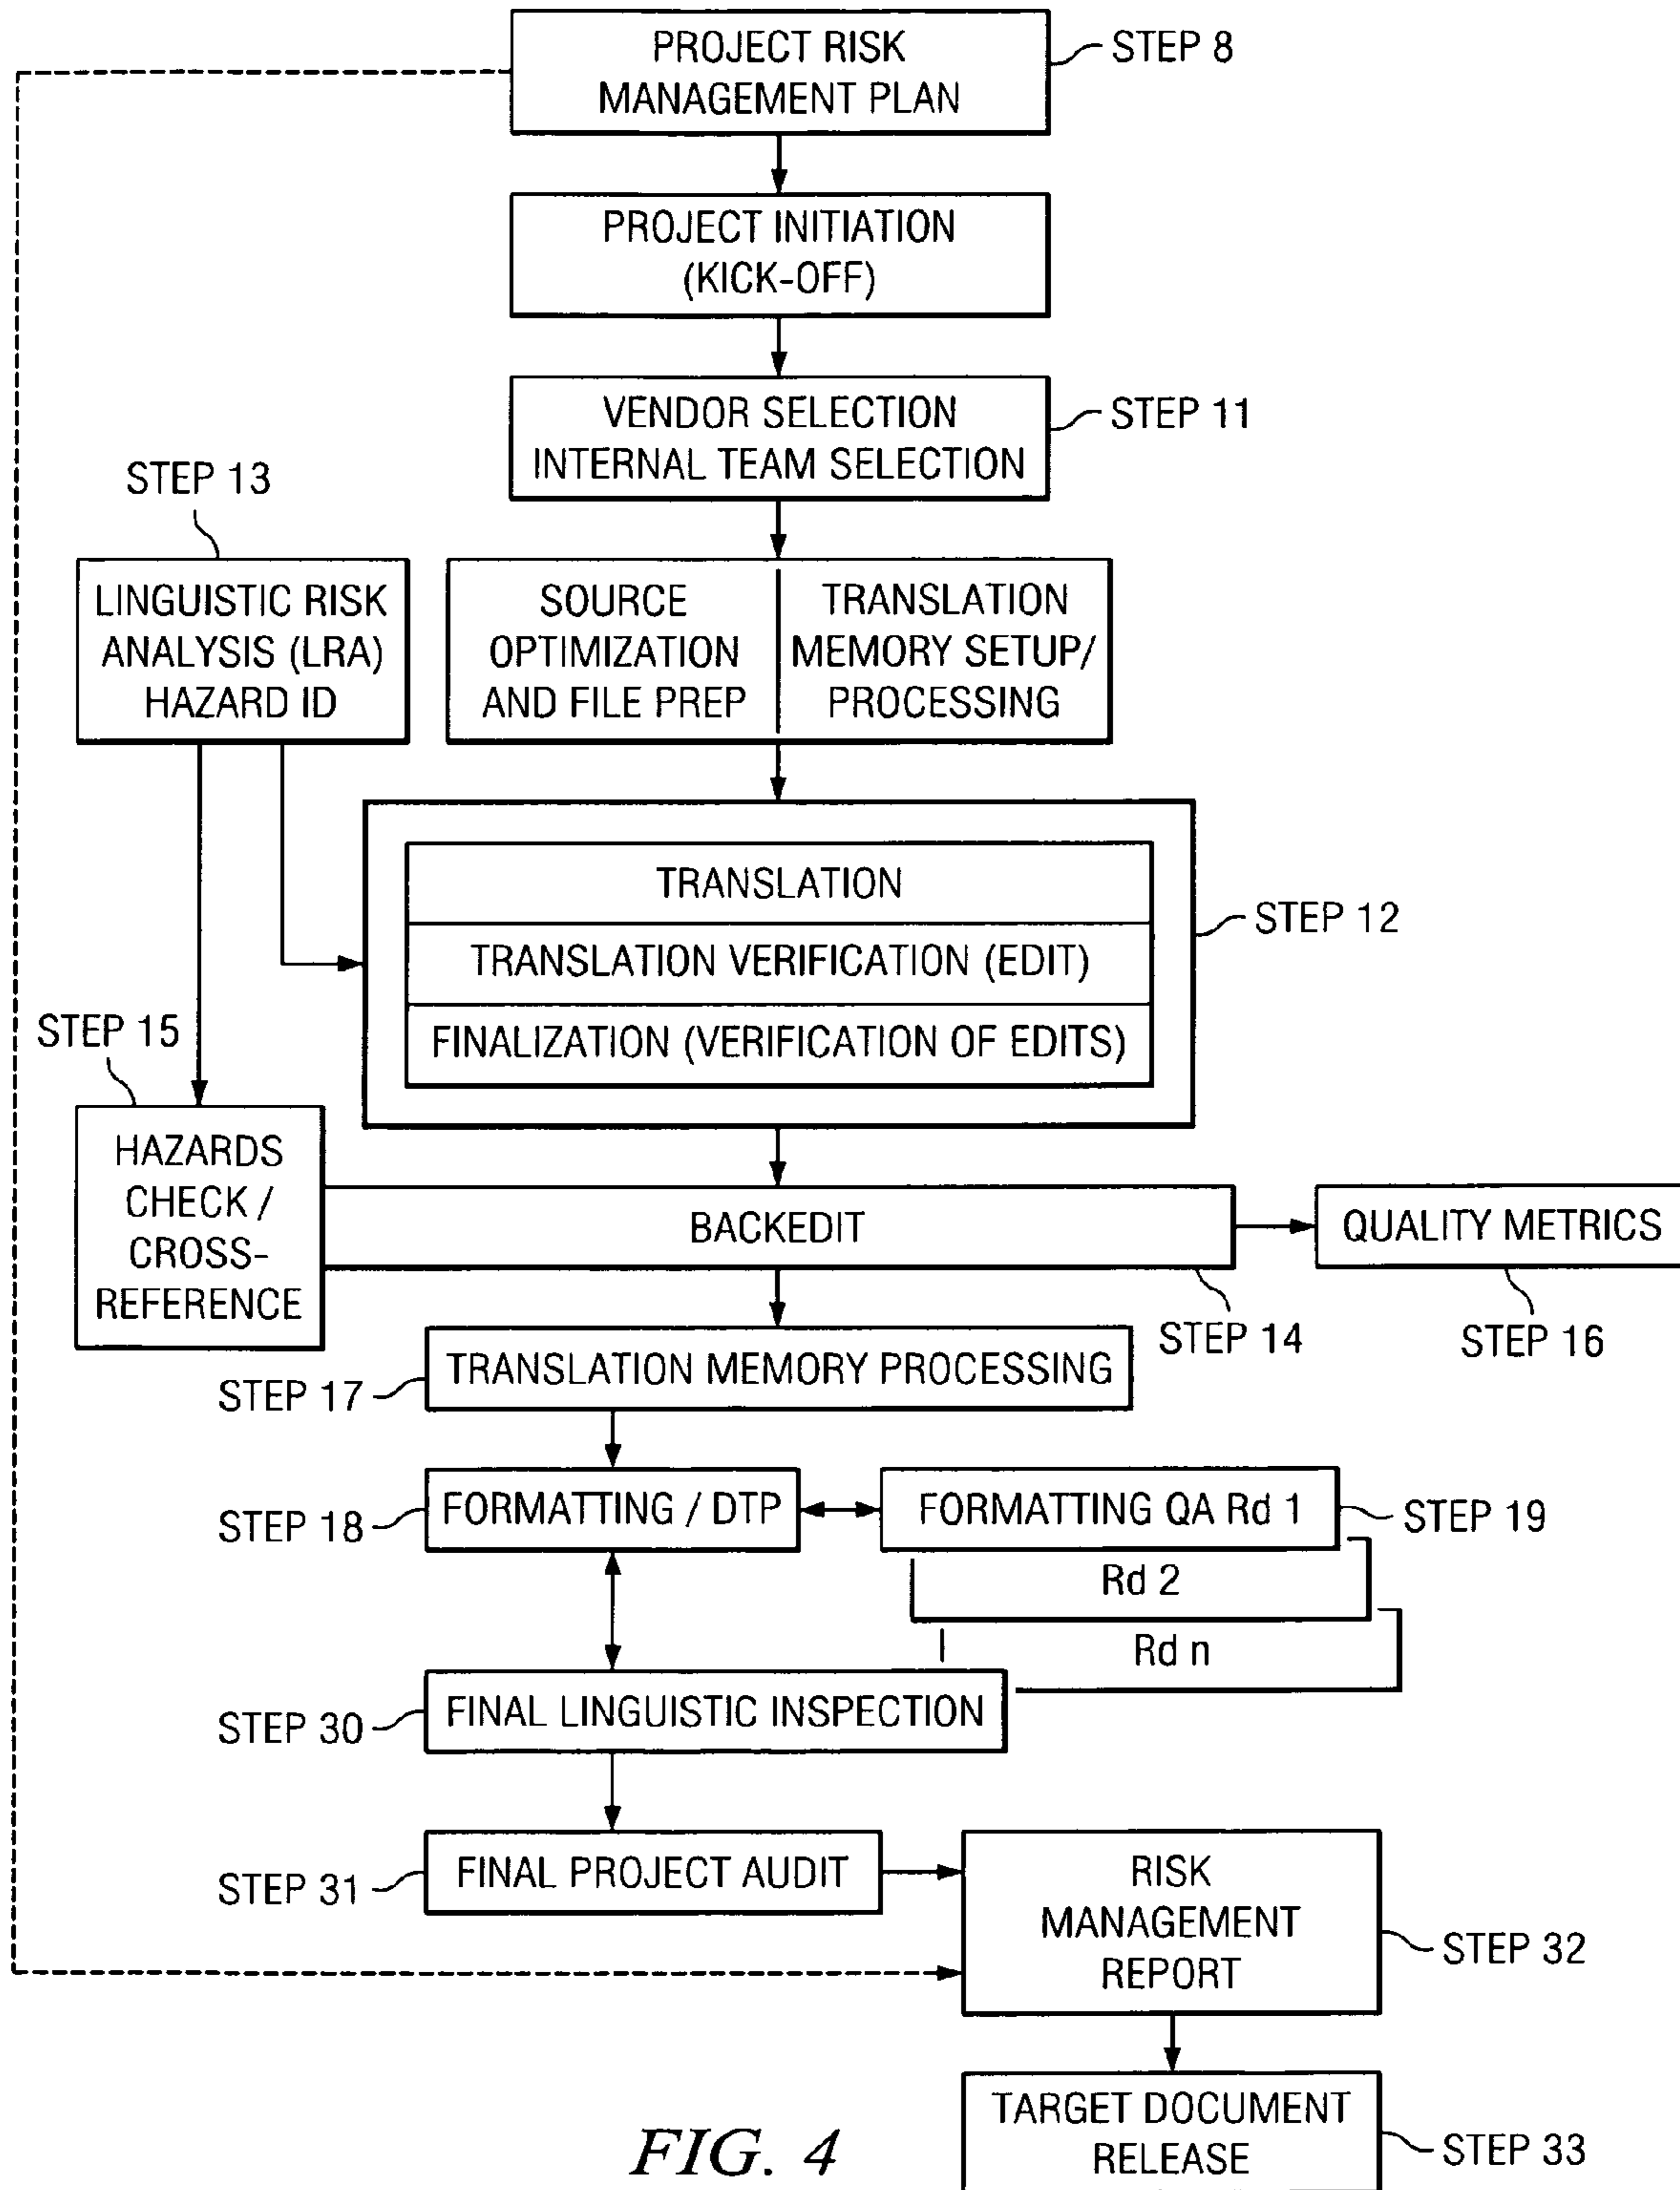 PROJECT RISK
MANAGEMENT PLAN
STEP 8
PROJECT INITIATION
(KICK-OFF)
VENDOR SELECTION
INTERNAL TEAM SELECTION
STEP 11
STEP 13
LINGUISTIC RISK
ANALYSIS (LRA)
HAZARD ID
SOURCE
OPTIMIZATION
AND FILE PREP
TRANSLATION
MEMORY SETUP/
PROCESSING
TRANSLATION
TRANSLATION VERIFICATION (EDIT)
FINALIZATION (VERIFICATION OF EDITS)
STEP 12
STEP 15
HAZARDS
CHECK /
CROSS-
REFERENCE
BACKEDIT
STEP 14
QUALITY METRICS
STEP 16
TRANSLATION MEMORY PROCESSING
STEP 17
FORMATTING / DTP
STEP 18
FORMATTING QA Rd 1
STEP 19
Rd 2
Rd n
FINAL LINGUISTIC INSPECTION
STEP 30
FINAL PROJECT AUDIT
STEP 31
RISK
MANAGEMENT
REPORT
STEP 32
TARGET DOCUMENT
RELEASE
STEP 33
FIG. 4